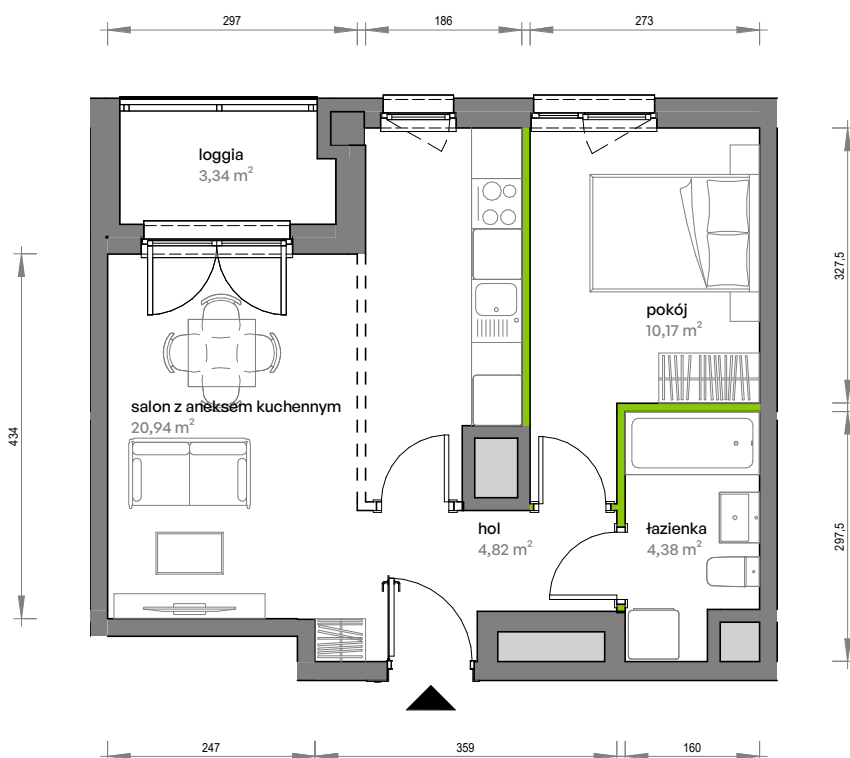 297
186
273
loggia
3,34 m²
327,5
pokój
10,17 m²
salon z aneksem kuchennym
20,94 m²
434
hol
4,82 m²
łazienka
4,38 m²
297,5
247
359
160